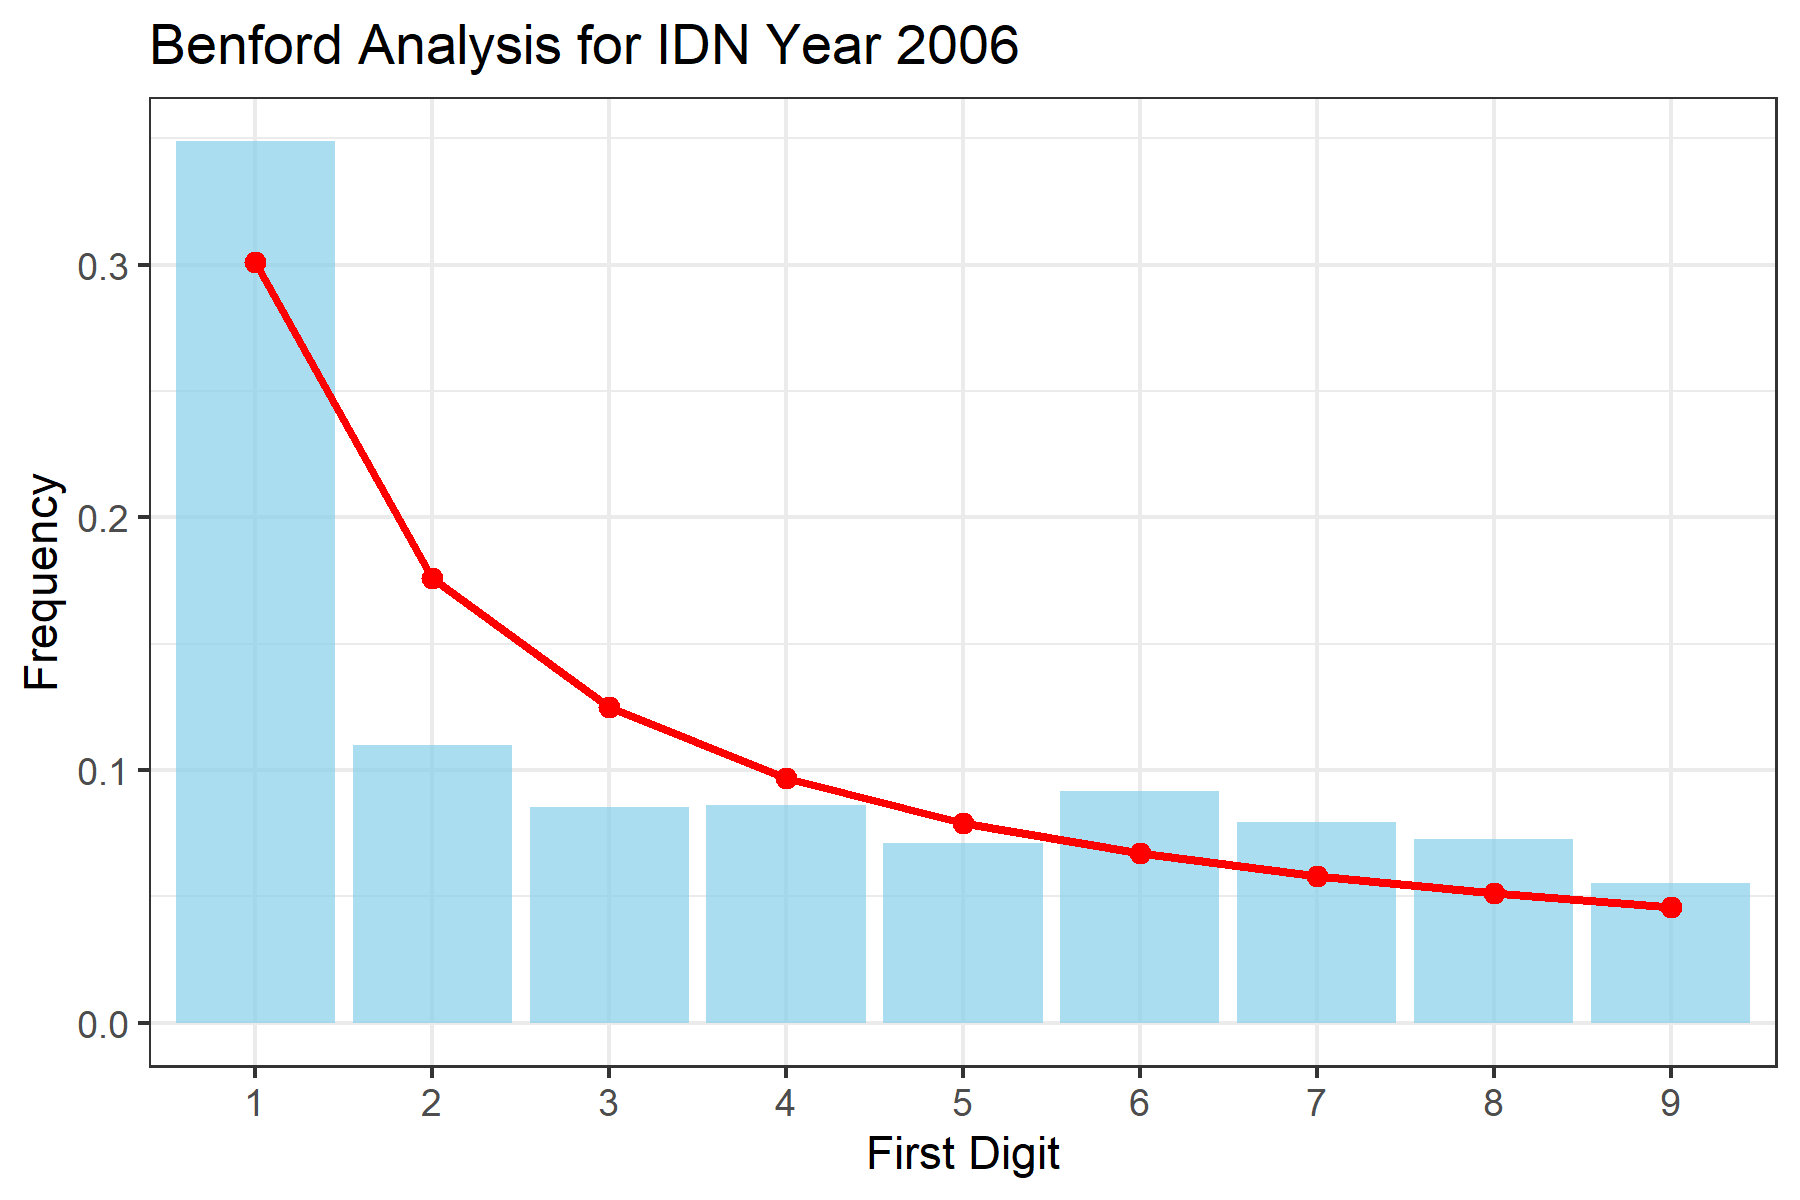 Benford Analysis for IDN Year 2006
Frequency
0.3
0.2
0.1
0.0
1 2 3 4 5 6 7 8 9
First Digit